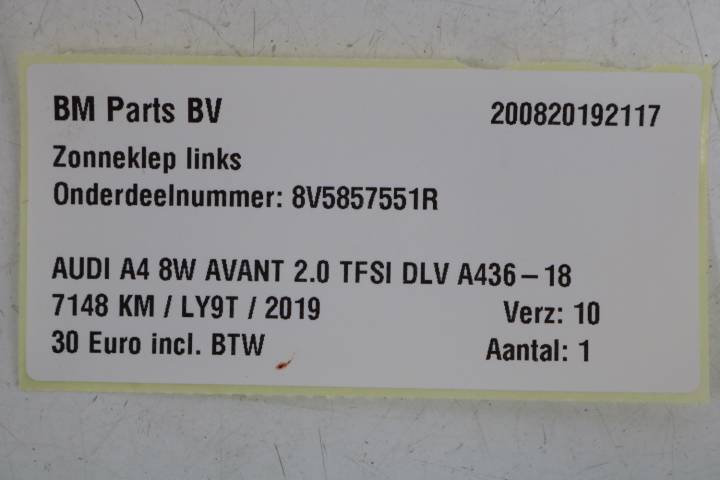 BM Parts BV 200820192117
Zonneklep links
Onderdeelnummer: 8V5857551R
AUDI A4 8W AVANT 2.0 TFSI DLV A436-18
7148 KM / LY9T / 2019 Verz: 10
30 Euro incl. BTW Aantal: 1